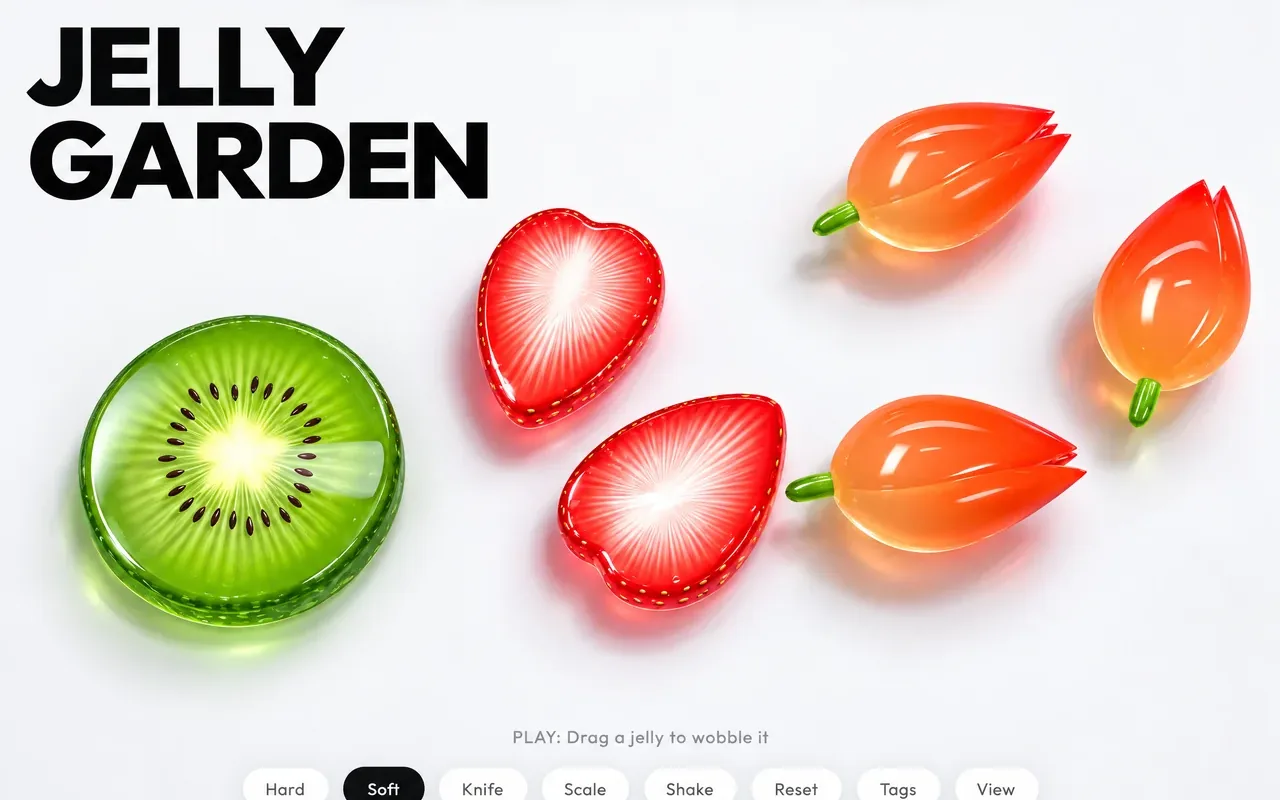 JELLY
GARDEN
PLAY: Drag a jelly to wobble it
Hard
Soft
Knife
Scale
Shake
Reset
Tags
View